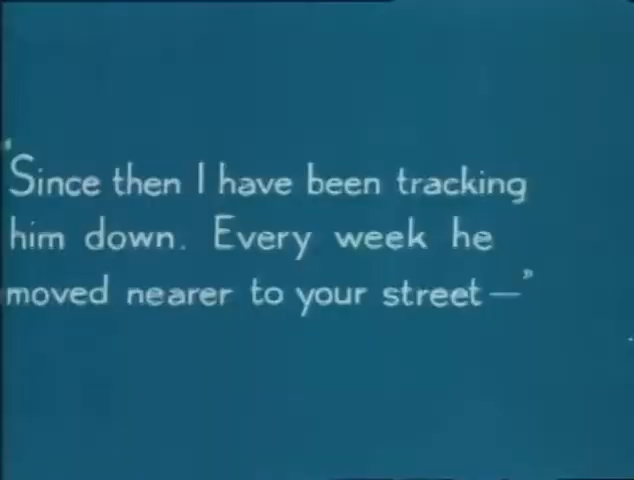 "Since then I have been tracking
him down. Every week he
moved nearer to your street—"